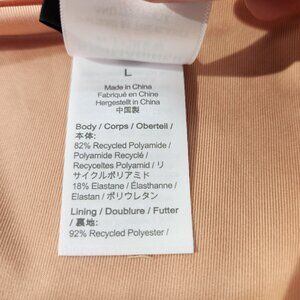 L
Made in China
Fabriqué en Chine
Hergestellt in China
中国製
Body / Corps / Oberteil /
本体:
82% Recycled Polyamide /
Polyamide Recyclé /
Recyceltes Polyamid / リ
サイクルポリアミド
18% Elastane / Élasthanne /
Elastan / ポリウレタン
Lining / Doublure / Futter
/ 裏地:
92% Recycled Polyester /